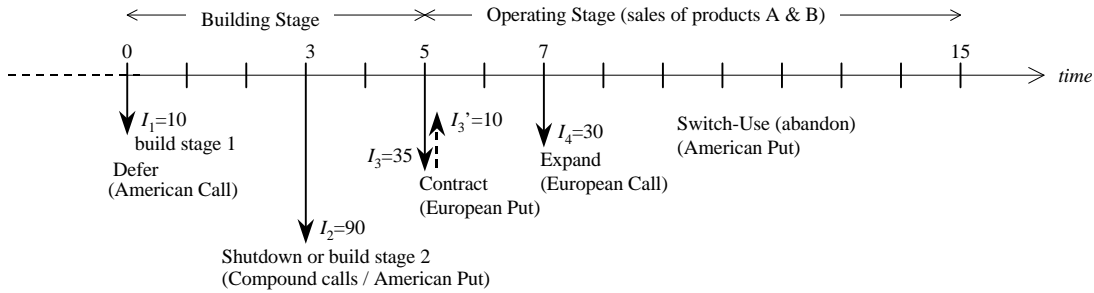 Building Stage
Operating Stage (sales of products A & B)
0
3
5
7
15
time
I1=10
build stage 1
Defer
(American Call)
I3=35
I3'=10
Contract
(European Put)
I4=30
Expand
(European Call)
Switch-Use (abandon)
(American Put)
I2=90
Shutdown or build stage 2
(Compound calls / American Put)